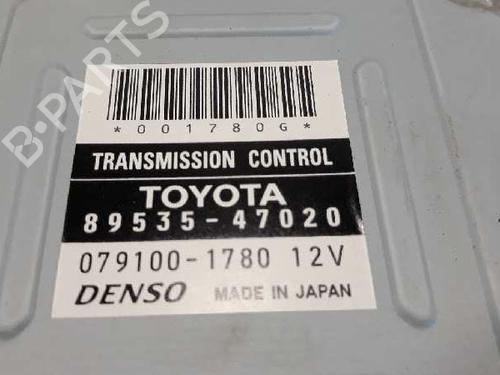 B-PARTS
*001780G*
TRANSMISSION CONTROL
TOYOTA
89535-47020
079100-1780 12V
DENSO MADE IN JAPAN